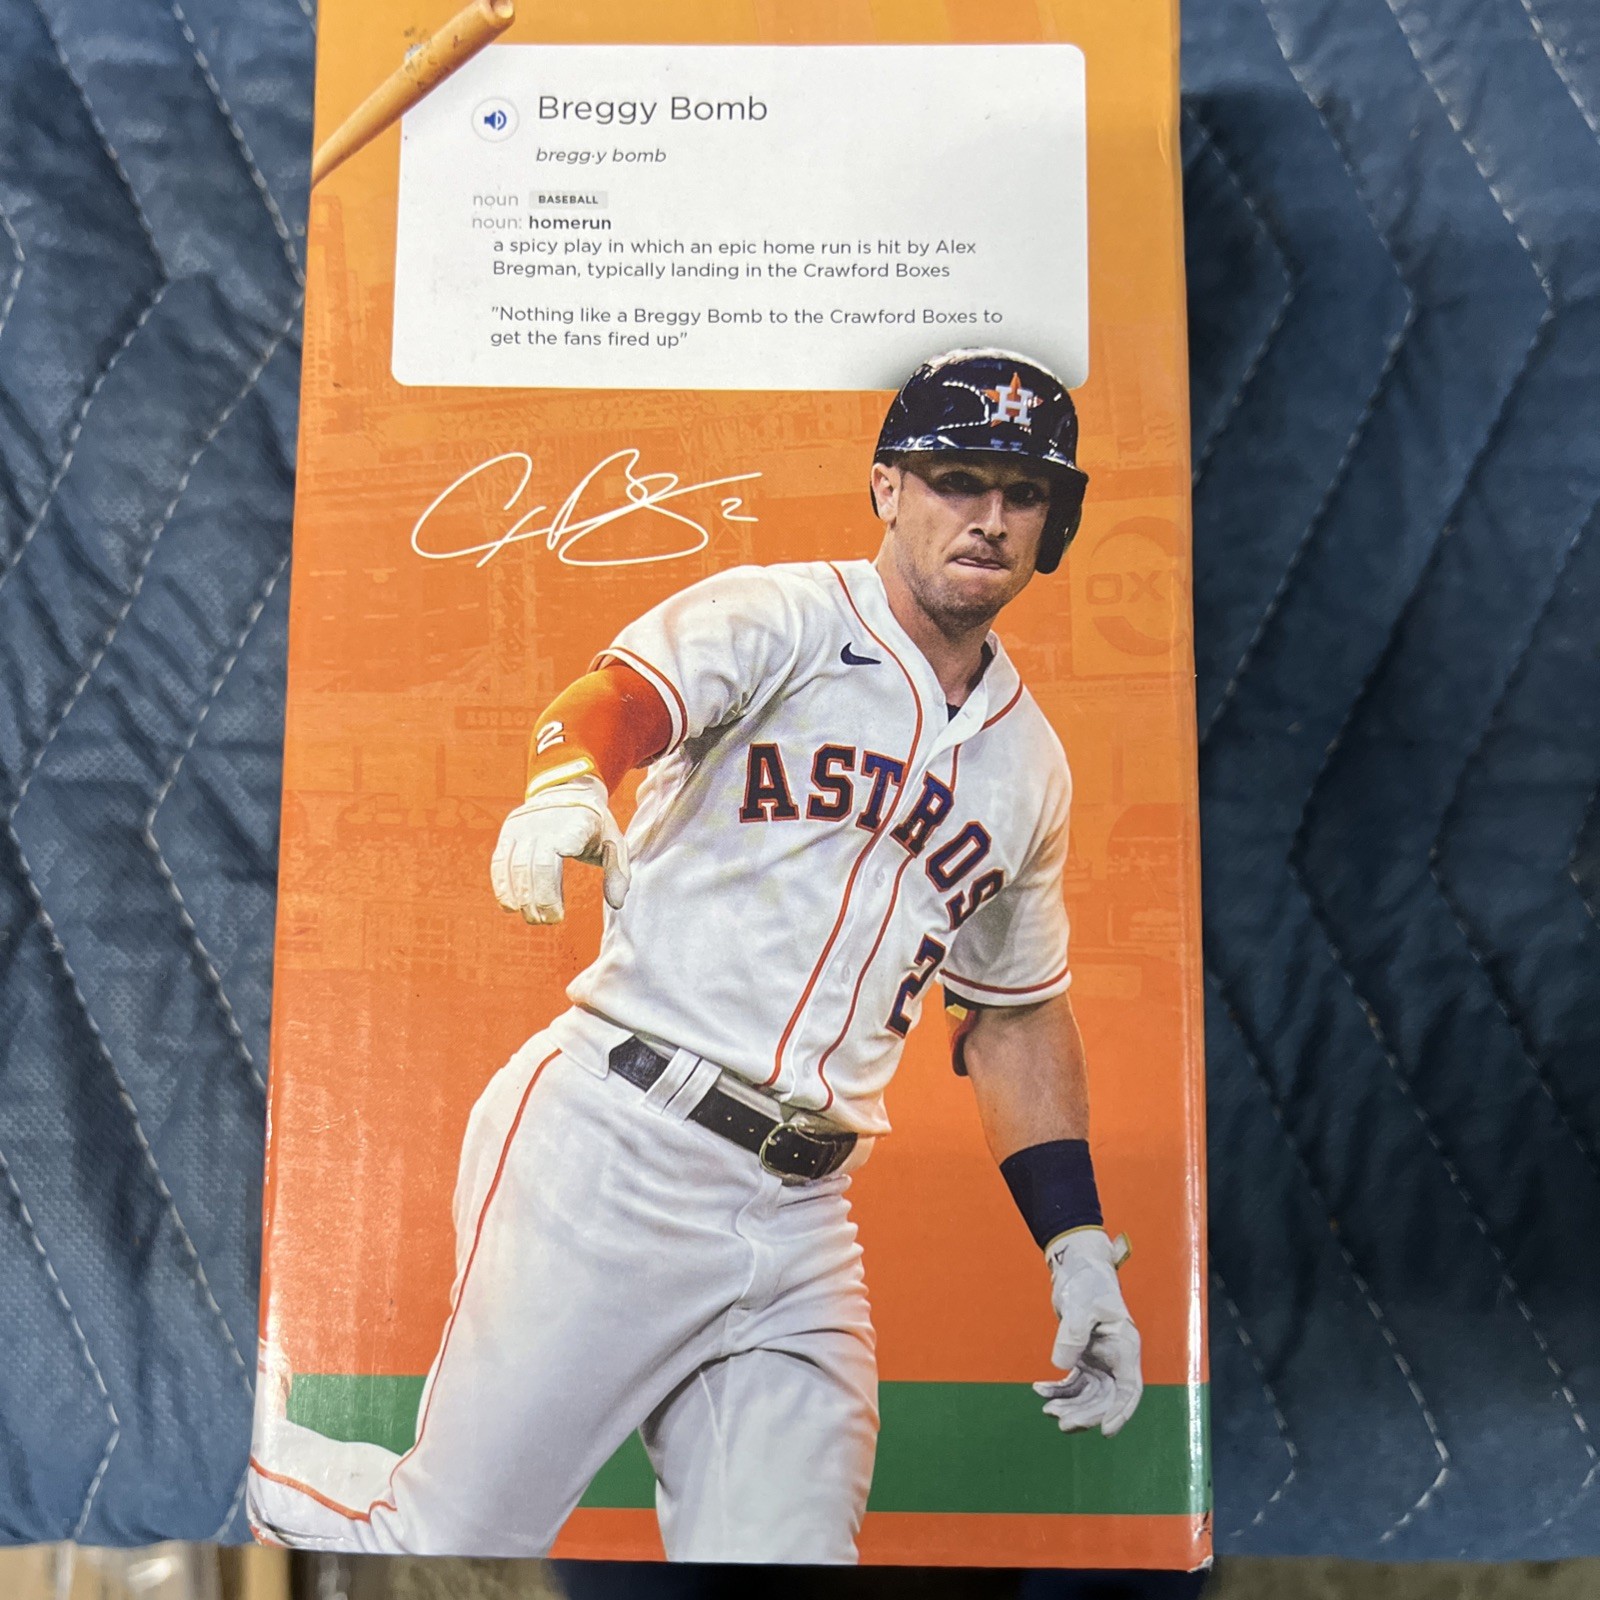 Breggy Bomb
bregg·y bomb
noun BASEBALL
noun: homerun
a spicy play in which an epic home run is hit by Alex
Bregman, typically landing in the Crawford Boxes
"Nothing like a Breggy Bomb to the Crawford Boxes to
get the fans fired up"
H
2
OXY
2
ASTROS
2